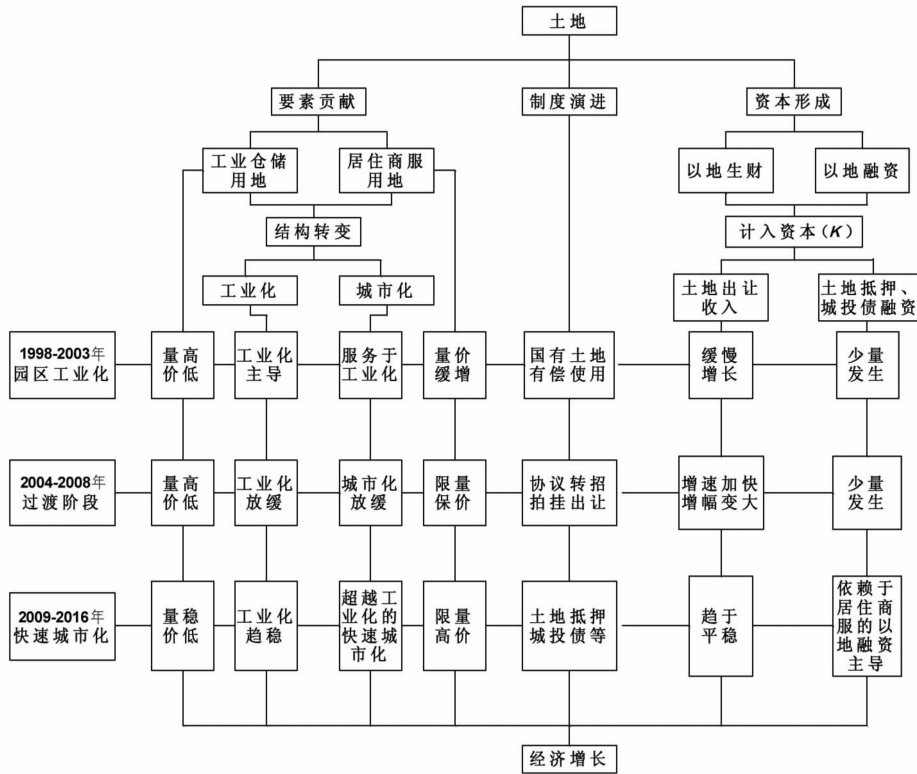 土地
要素贡献
制度演进
资本形成
工业仓储
用地
居住商服
用地
以地生财
以地融资
结构转变
计入资本(K)
工业化
城市化
土地出让
收入
土地抵押、
城投债融资
1998-2003年
园区工业化
量高
价低
工业化
主导
服务于
工业化
量价
缓增
国有土地
有偿使用
缓慢
增长
少量
发生
2004-2008年
过渡阶段
量高
价低
工业化
放缓
城市化
放缓
限量
保价
协议转招
拍挂出让
增速加快
增幅变大
少量
发生
2009-2016年
快速城市化
量稳
价低
工业化
趋稳
超越工
业化的
快速城
市化
限量
高价
土地抵押
城投债等
趋于
平稳
依赖于
居住商
服的以
地融资
主导
经济增长